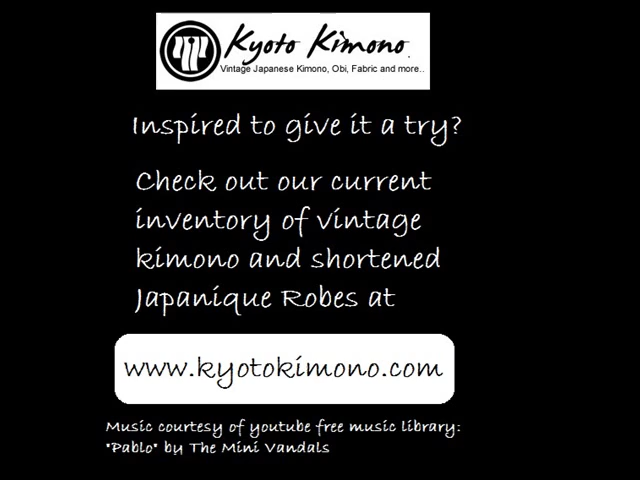 Kyoto Kimono.
Vintage Japanese Kimono, Obi, Fabric and more..
Inspired to give it a try?
Check out our current
inventory of vintage
kimono and shortened
Japanique Robes at
www.kyotokimono.com
Music courtesy of youtube free music library:
"Pablo" by The Mini Vandals